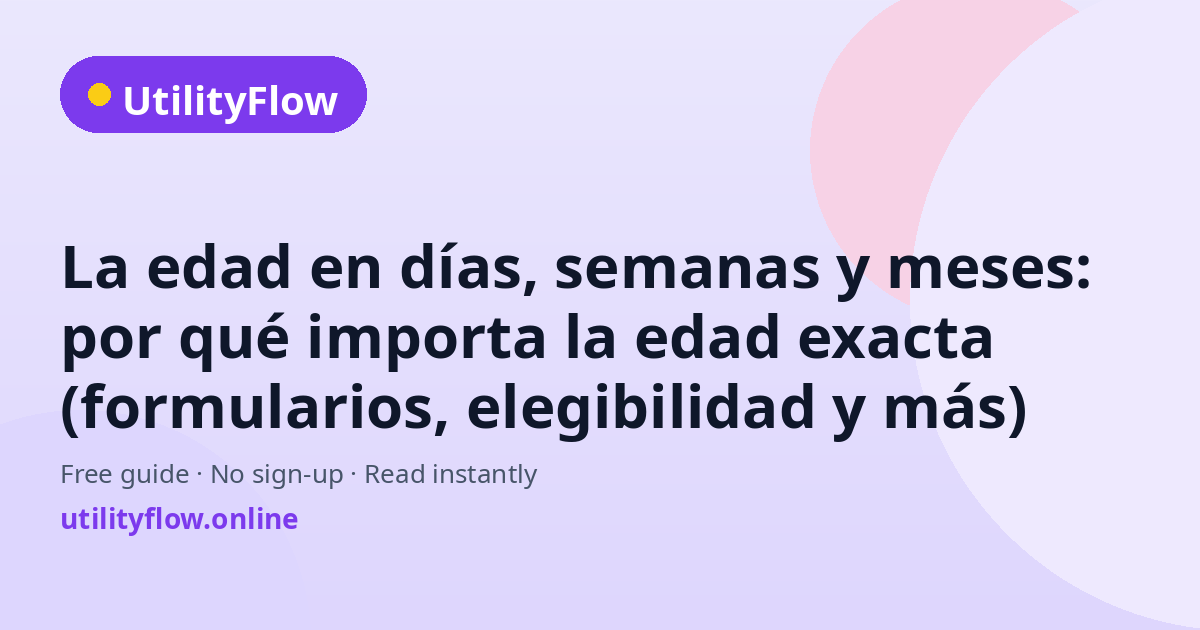 UtilityFlow
La edad en días, semanas y meses:
por qué importa la edad exacta
(formularios, elegibilidad y más)
Free guide · No sign-up · Read instantly
utilityflow.online